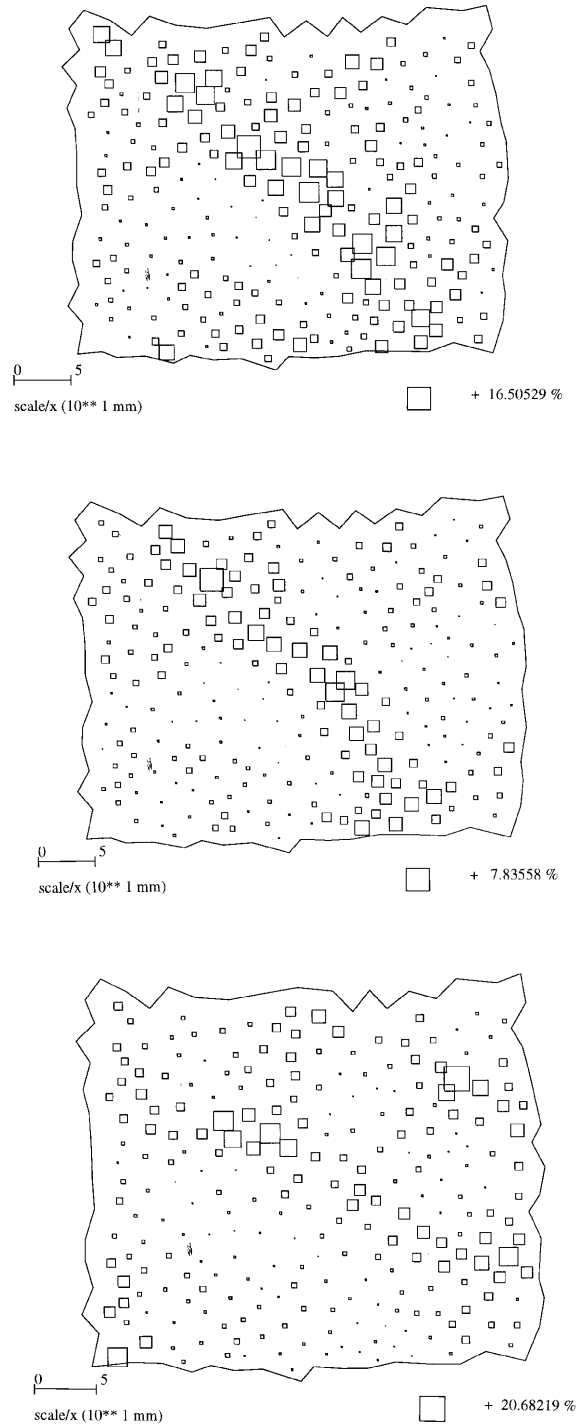 0 5
scale/x (10** 1 mm)
+ 16.50529 %
0 5
scale/x (10** 1 mm)
+ 7.83558 %
0 5
scale/x (10** 1 mm)
+ 20.68219 %